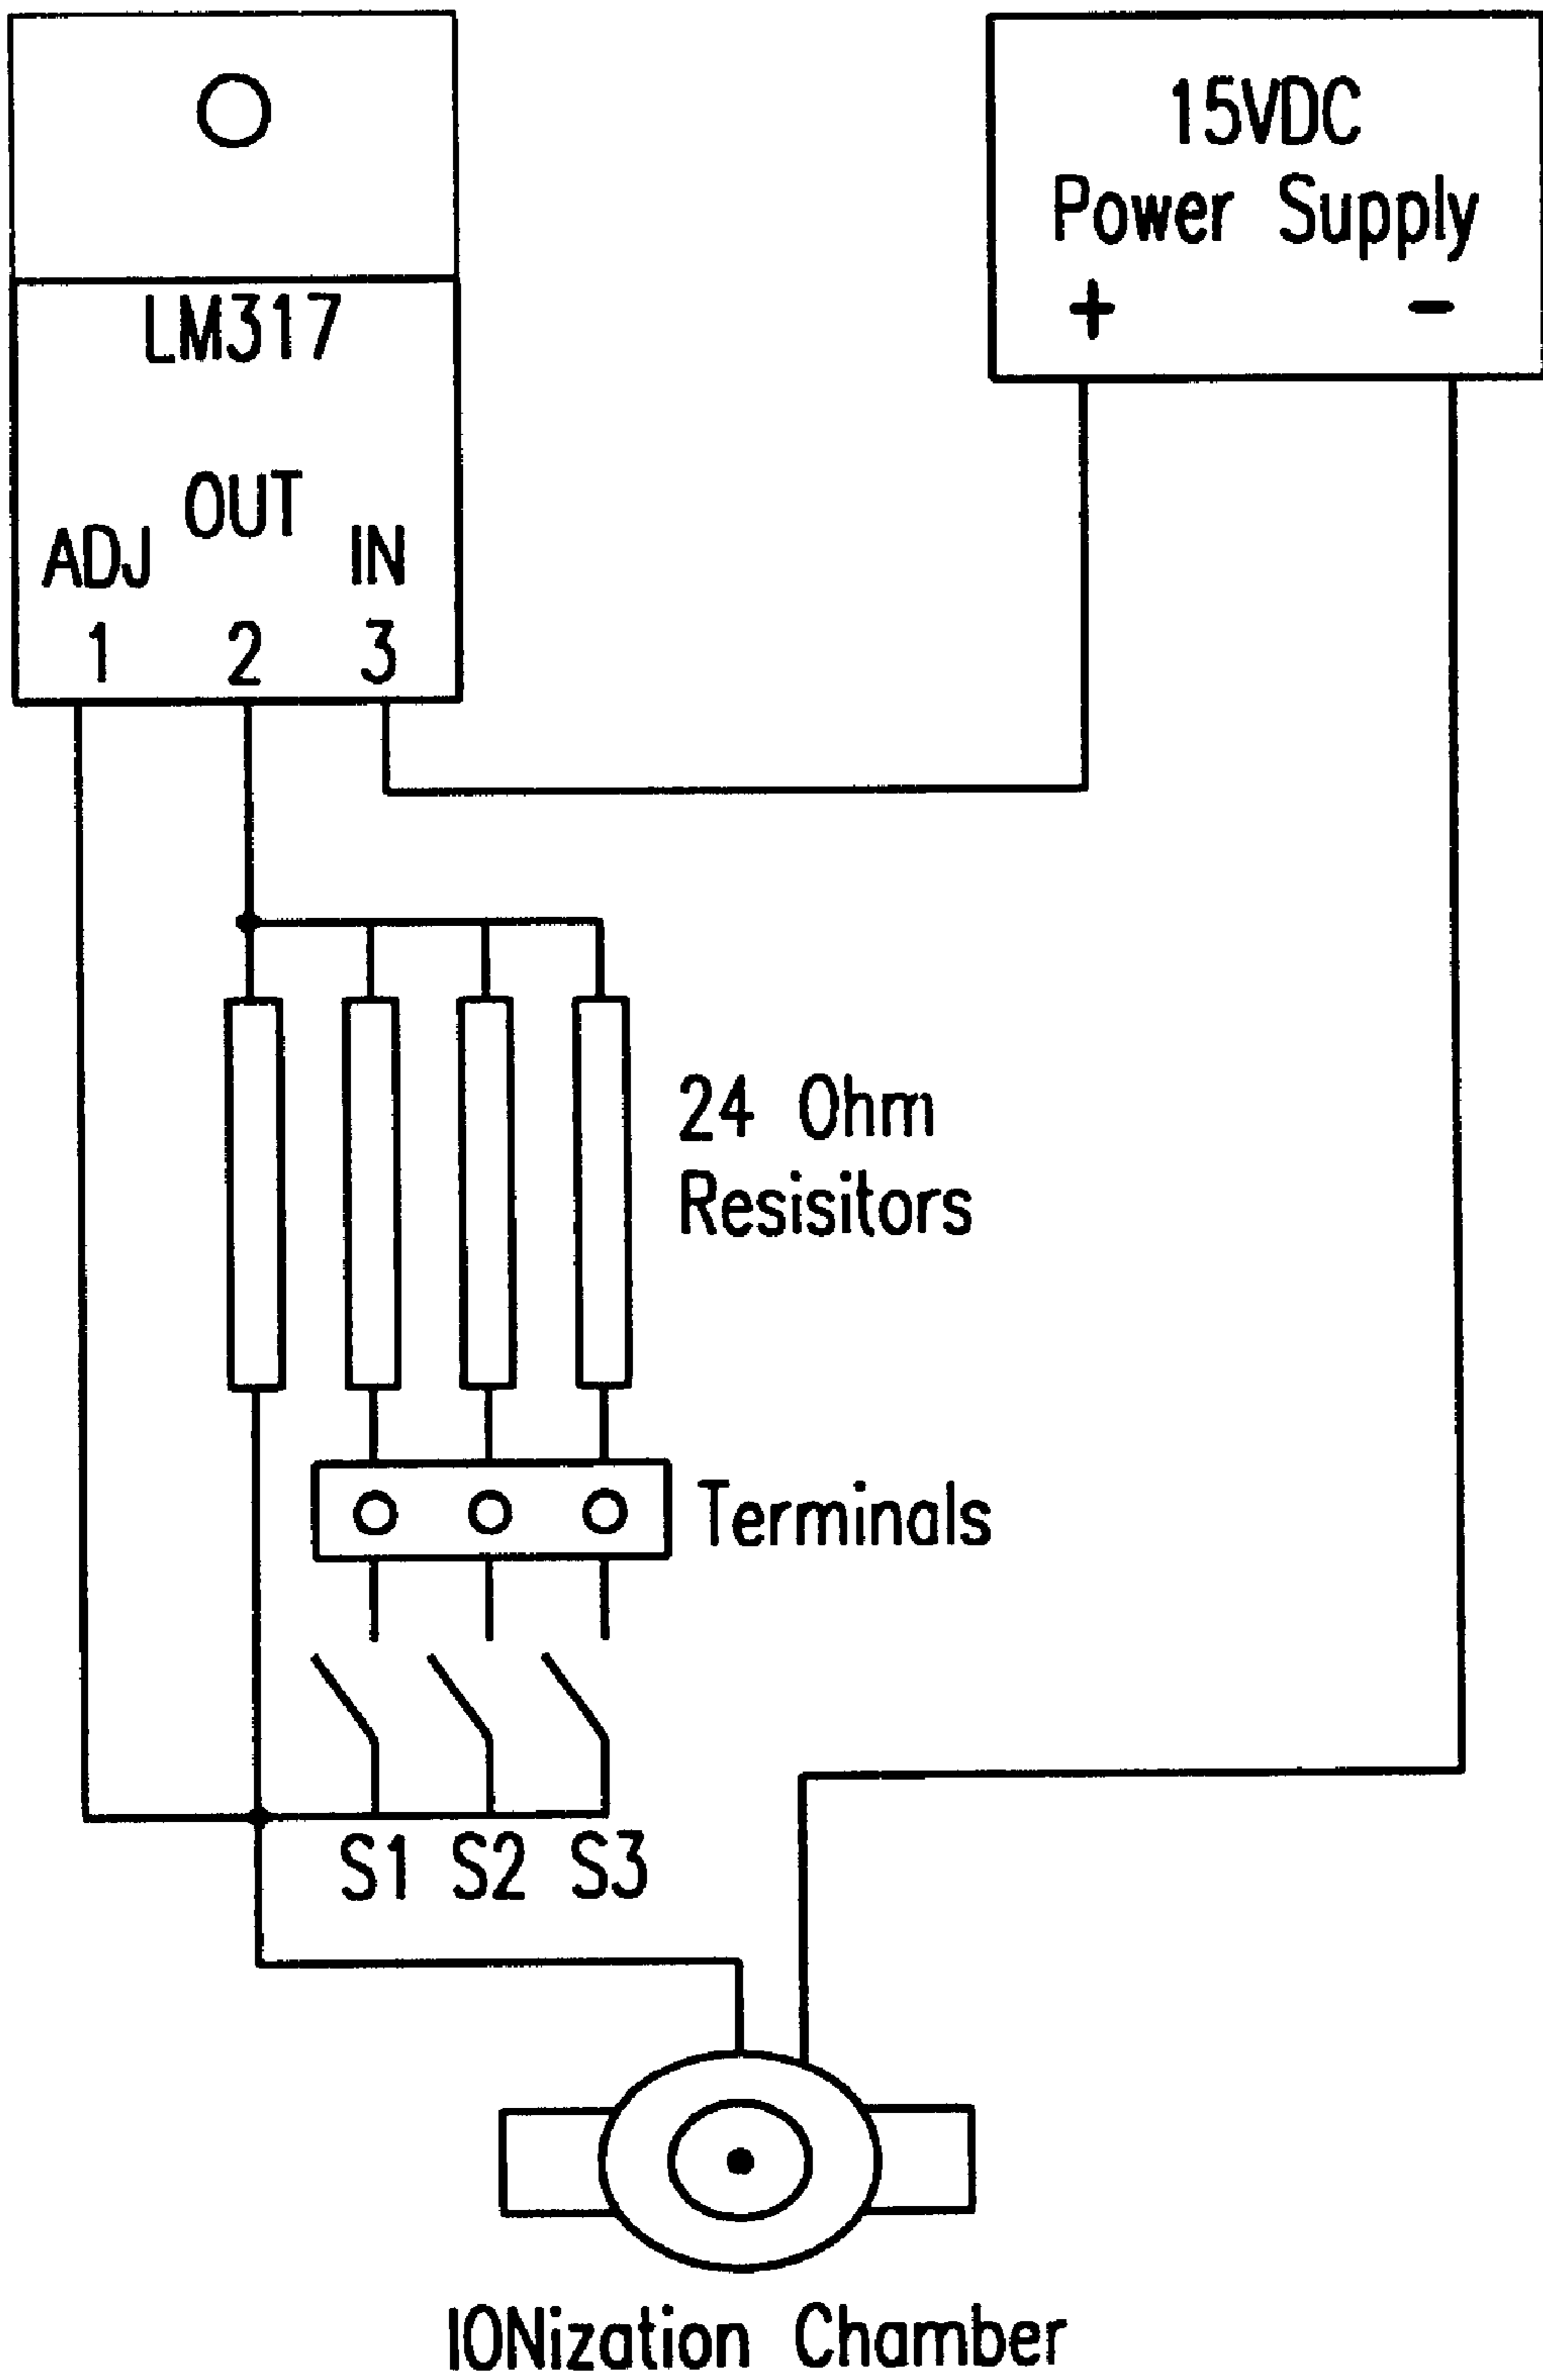 15VDC
Power Supply
+ -
LM317
OUT
ADJ IN
1 2 3
24 Ohm
Resisitors
Terminals
S1 S2 S3
IONization Chamber